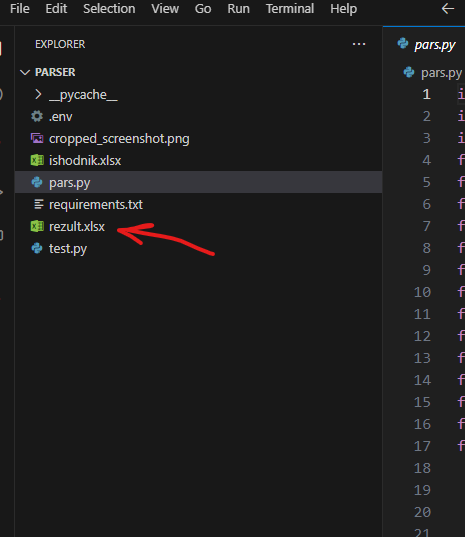 File Edit Selection View Go Run Terminal Help
EXPLORER
PARSER
__pycache__
.env
cropped_screenshot.png
ishodnik.xlsx
pars.py
requirements.txt
rezult.xlsx
test.py
pars.py
pars.py
1 i
2 i
3 i
4 f
5 f
6 f
7 f
8 f
9 f
10 f
11 f
12 f
13 f
14 f
15 f
16 f
17 f
18
19
20
21